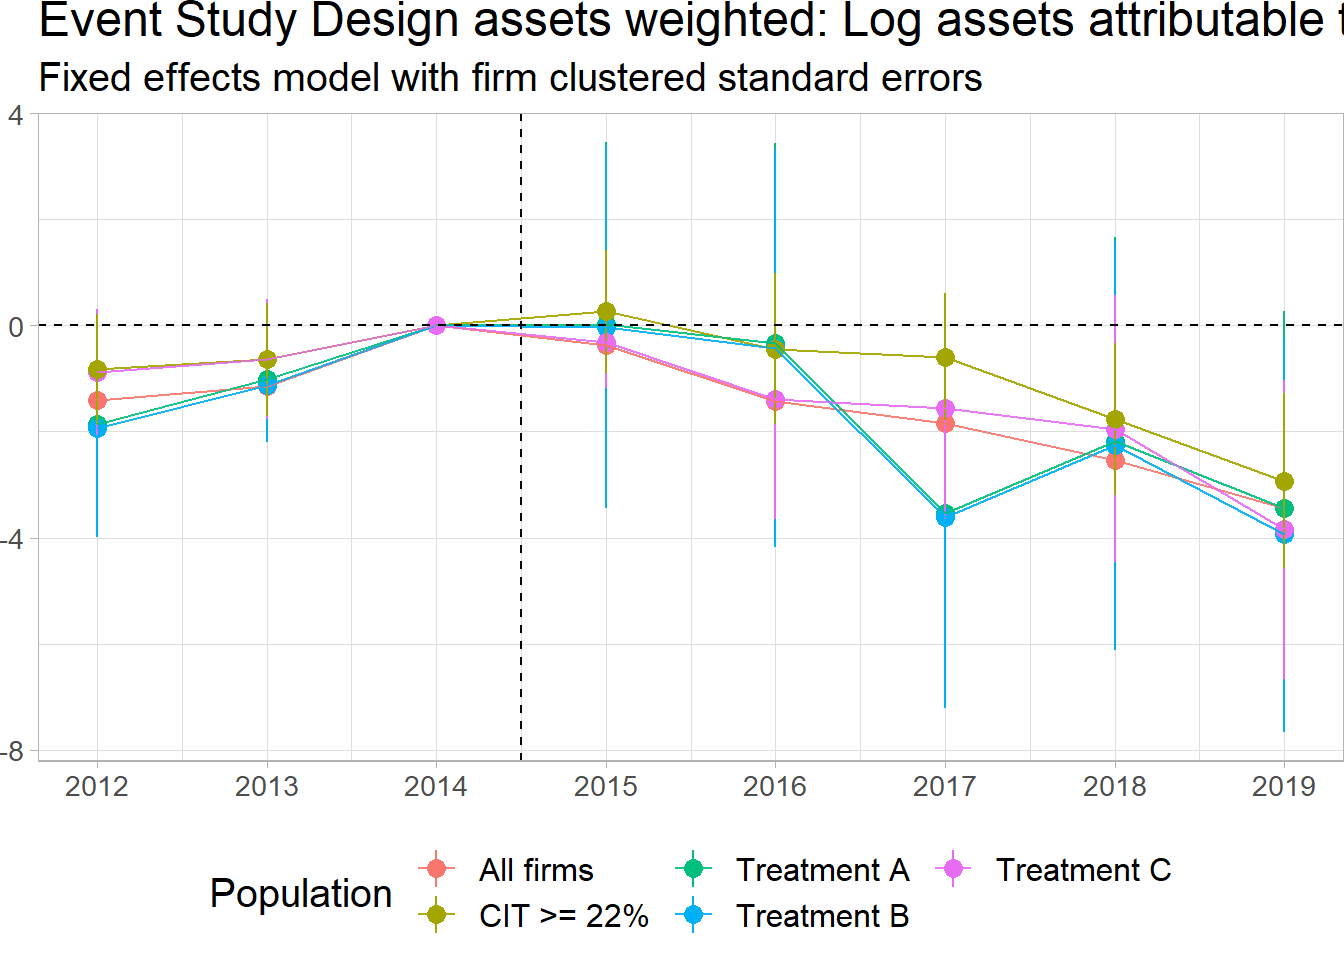 Event Study Design assets weighted: Log assets attributable t
Fixed effects model with firm clustered standard errors
4
0
-4
-8
2012 2013 2014 2015 2016 2017 2018 2019
Population
All firms Treatment A Treatment C
CIT >= 22% Treatment B